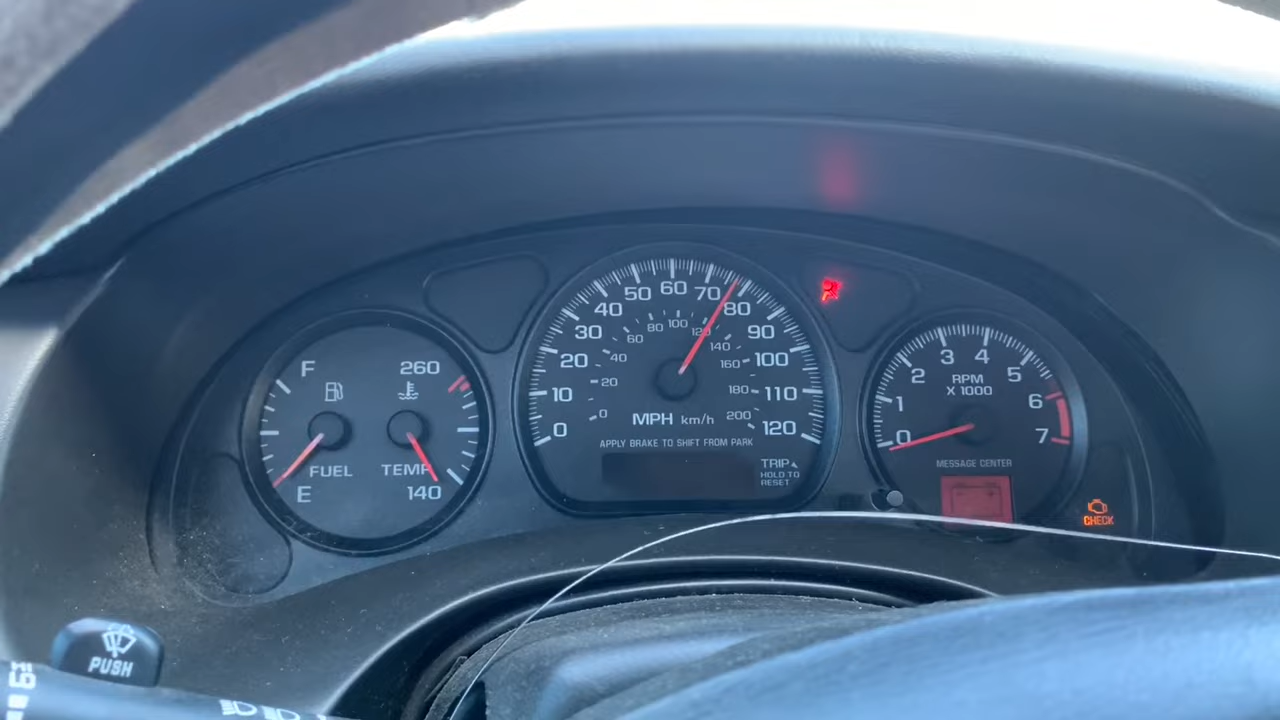 F
FUEL
E
260
TEMP
140
0
10
20
30
40
50
60
70
80
90
100
110
120
0
20
40
60
80
100
120
140
160
180
200
MPH km/h
APPLY BRAKE TO SHIFT FROM PARK
TRIP
HOLD TO
RESET
0
1
2
3
4
5
6
7
RPM
X 1000
MESSAGE CENTER
CHECK
PUSH